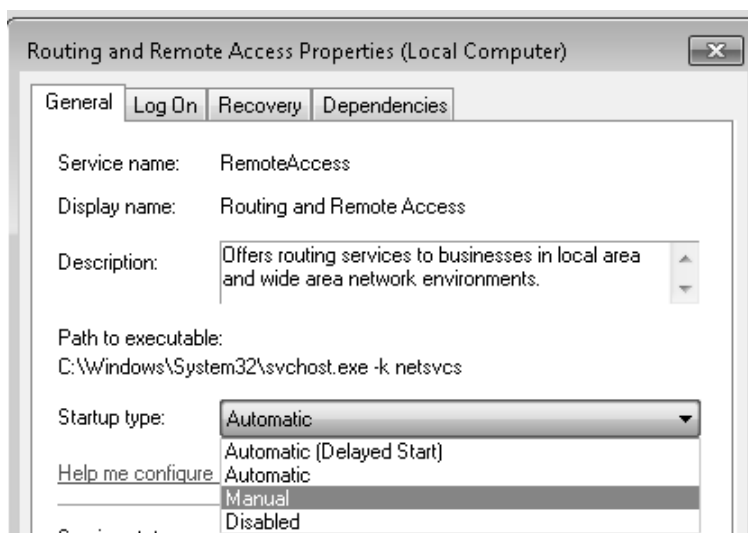 Routing and Remote Access Properties (Local Computer)
General Log On Recovery Dependencies
Service name: RemoteAccess
Display name: Routing and Remote Access
Description: Offers routing services to businesses in local area
and wide area network environments.
Path to executable:
C:\Windows\System32\svchost.exe -k netsvcs
Startup type: Automatic
Automatic (Delayed Start)
Help me configure Automatic
Manual
Disabled